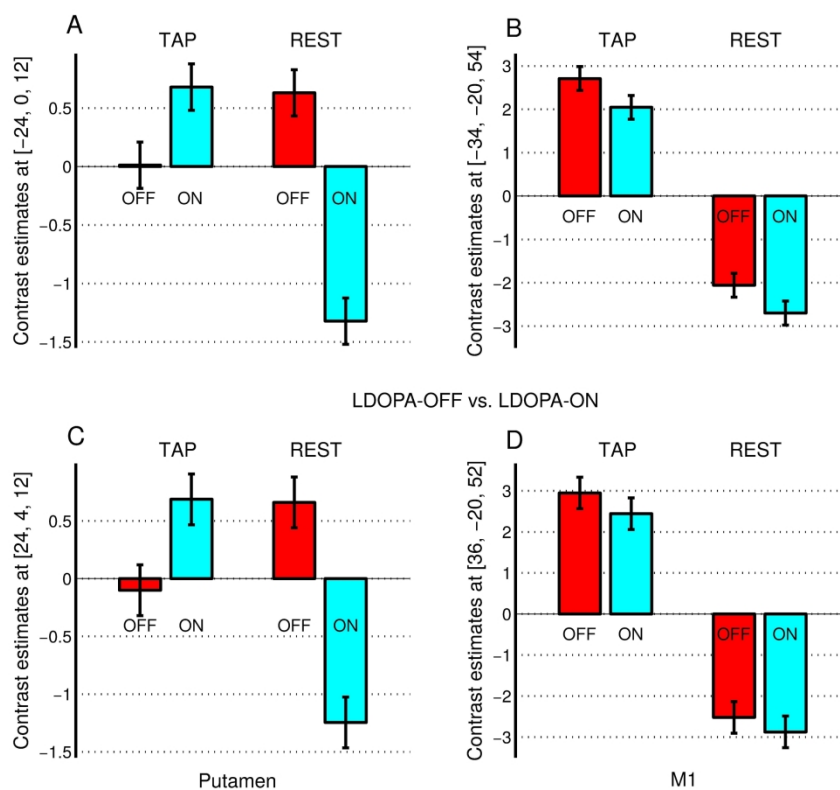 A
TAP REST
Contrast estimates at [−24, 0, 12]
0.5
0
−0.5
−1
−1.5
OFF ON OFF ON
B
TAP REST
Contrast estimates at [−34, −20, 54]
3
2
1
0
−1
−2
−3
OFF ON OFF ON
LDOPA-OFF vs. LDOPA-ON
C
TAP REST
Contrast estimates at [24, 4, 12]
0.5
0
−0.5
−1
−1.5
OFF ON OFF ON
Putamen
D
TAP REST
Contrast estimates at [36, −20, 52]
3
2
1
0
−1
−2
−3
OFF ON OFF ON
M1